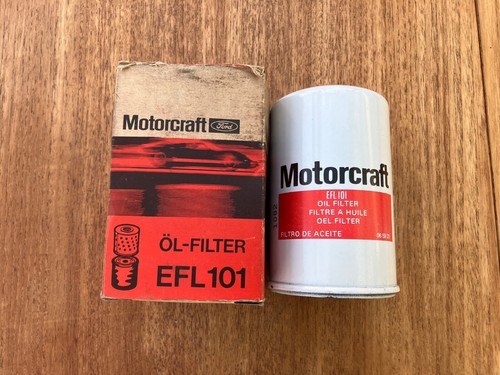 Motorcraft Ford
ÖL-FILTER
EFL101
Motorcraft
EFL101
OIL FILTER
FILTRE A HUILE
OEL FILTER
FILTRO DE ACEITE